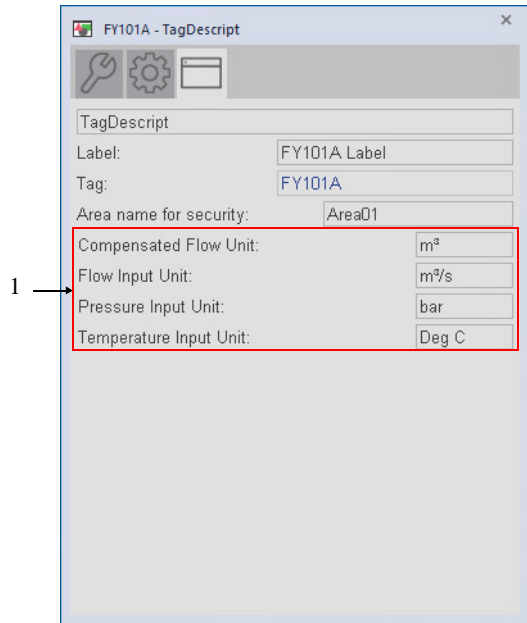 FY101A - TagDescript
TagDescript
Label: FY101A Label
Tag: FY101A
Area name for security: Area01
Compensated Flow Unit: m³
Flow Input Unit: m³/s
1
Pressure Input Unit: bar
Temperature Input Unit: Deg C